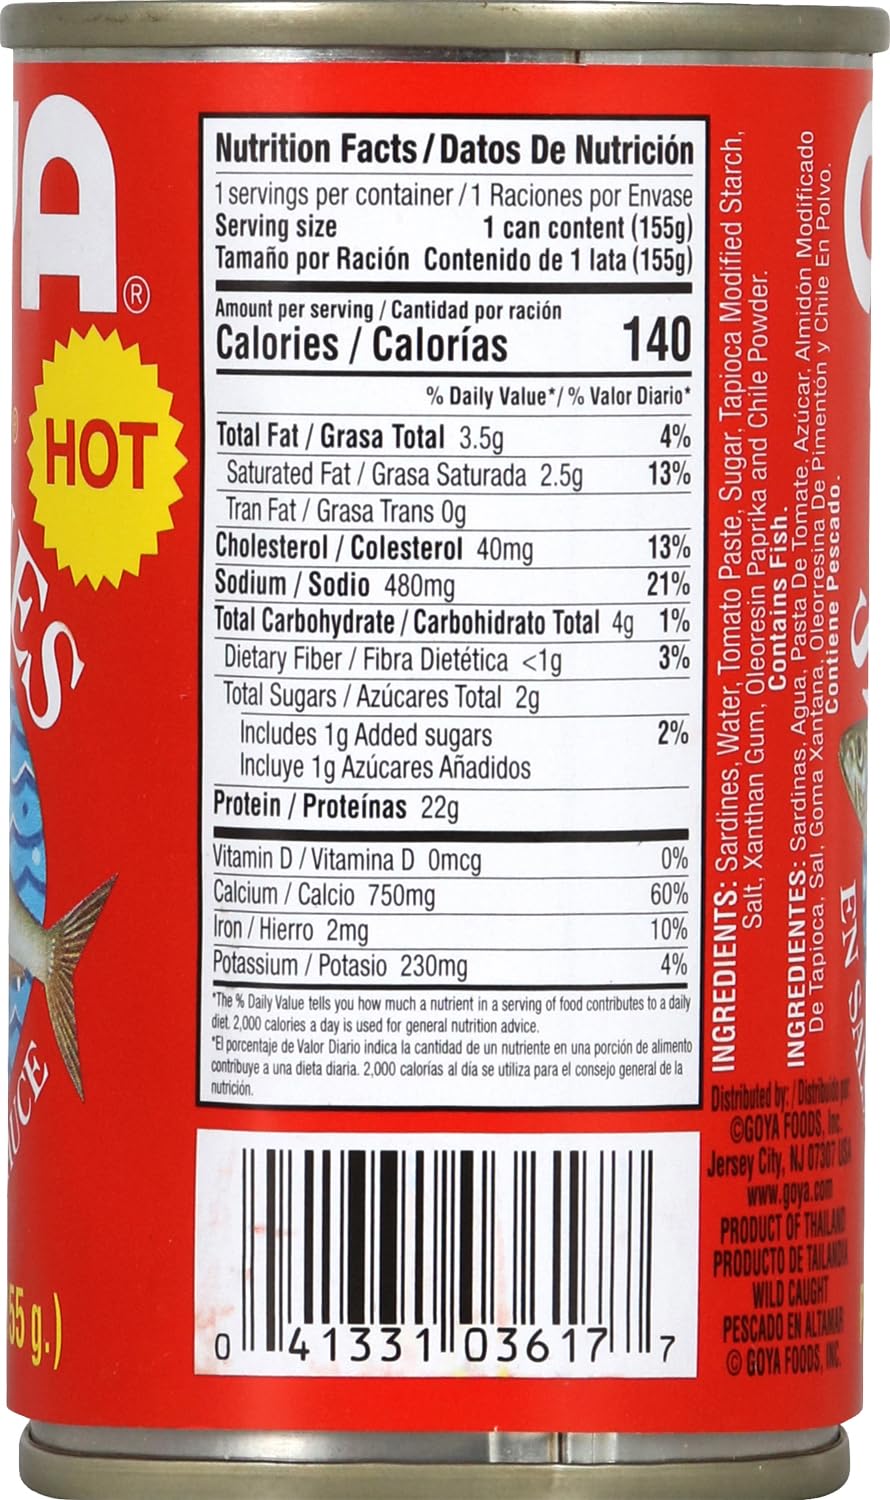 A®
HOT
ES
UCE
55 g.)
Nutrition Facts / Datos De Nutrición
1 servings per container / 1 Raciones por Envase
Serving size 1 can content (155g)
Tamaño por Ración Contenido de 1 lata (155g)
Amount per serving / Cantidad por ración
Calories / Calorías 140
% Daily Value*/ % Valor Diario*
Total Fat / Grasa Total 3.5g 4%
Saturated Fat / Grasa Saturada 2.5g 13%
Tran Fat / Grasa Trans 0g
Cholesterol / Colesterol 40mg 13%
Sodium / Sodio 480mg 21%
Total Carbohydrate / Carbohidrato Total 4g 1%
Dietary Fiber / Fibra Dietética <1g 3%
Total Sugars / Azúcares Total 2g
Includes 1g Added sugars 2%
Incluye 1g Azúcares Añadidos
Protein / Proteínas 22g
Vitamin D / Vitamina D 0mcg 0%
Calcium / Calcio 750mg 60%
Iron / Hierro 2mg 10%
Potassium / Potasio 230mg 4%
*The % Daily Value tells you how much a nutrient in a serving of food contributes to a daily
diet. 2,000 calories a day is used for general nutrition advice.
*El porcentaje de Valor Diario indica la cantidad de un nutriente en una porción de alimento
contribuye a una dieta diaria. 2,000 calorías al día se utiliza para el consejo general de la
nutrición.
0 41331 03617 7
INGREDIENTS: Sardines, Water, Tomato Paste, Sugar, Tapioca Modified Starch,
Salt, Xanthan Gum, Oleoresin Paprika and Chile Powder.
Contains Fish.
INGREDIENTES: Sardinas, Agua, Pasta De Tomate, Azúcar, Almidón Modificado
De Tapioca, Sal, Goma Xantana, Oleorresina De Pimentón y Chile En Polvo.
Contiene Pescado.
Distributed by: / Distribuido por:
©GOYA FOODS, Inc.
Jersey City, NJ 07307 USA
www.goya.com
PRODUCT OF THAILAND
PRODUCTO DE TAILANDIA
WILD CAUGHT
PESCADO EN ALTAMAR
© GOYA FOODS, INC.
EN SA